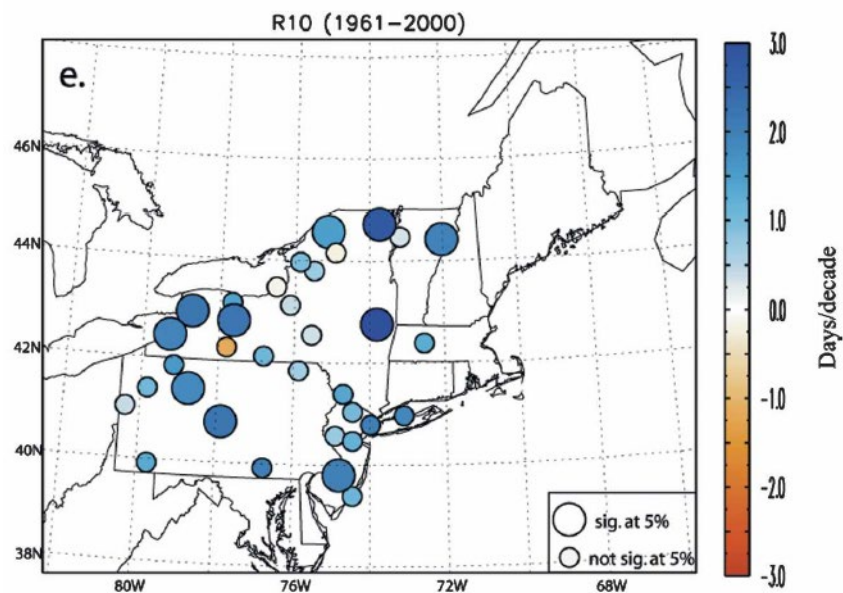 R10 (1961−2000)
e.
46N
44N
42N
40N
38N
80W
76W
72W
68W
sig. at 5%
not sig. at 5%
3.0
2.0
1.0
0.0
-1.0
-2.0
-3.0
Days/decade